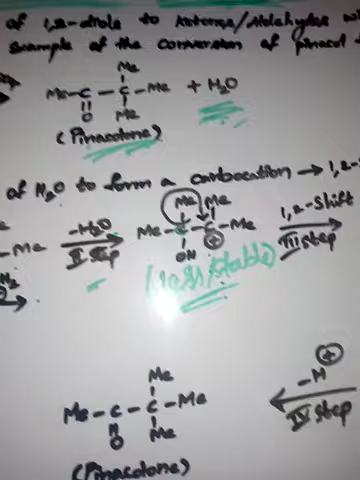 of 1,2-diols to Ketones/Aldehydes
Example of the conversion of pinacol
Me
Me-C-C-Me + H2O
O Me
(Pinacolone)
of H2O to form a carbocation → 1,2-S
Me Me
-Me -H2O Me-C-C-Me 1,2-shift
II step ⊕ III step
OH
(less stable)
⊕
Me -H
Me-C-C-Me IV step
O Me
(Pinacolone)